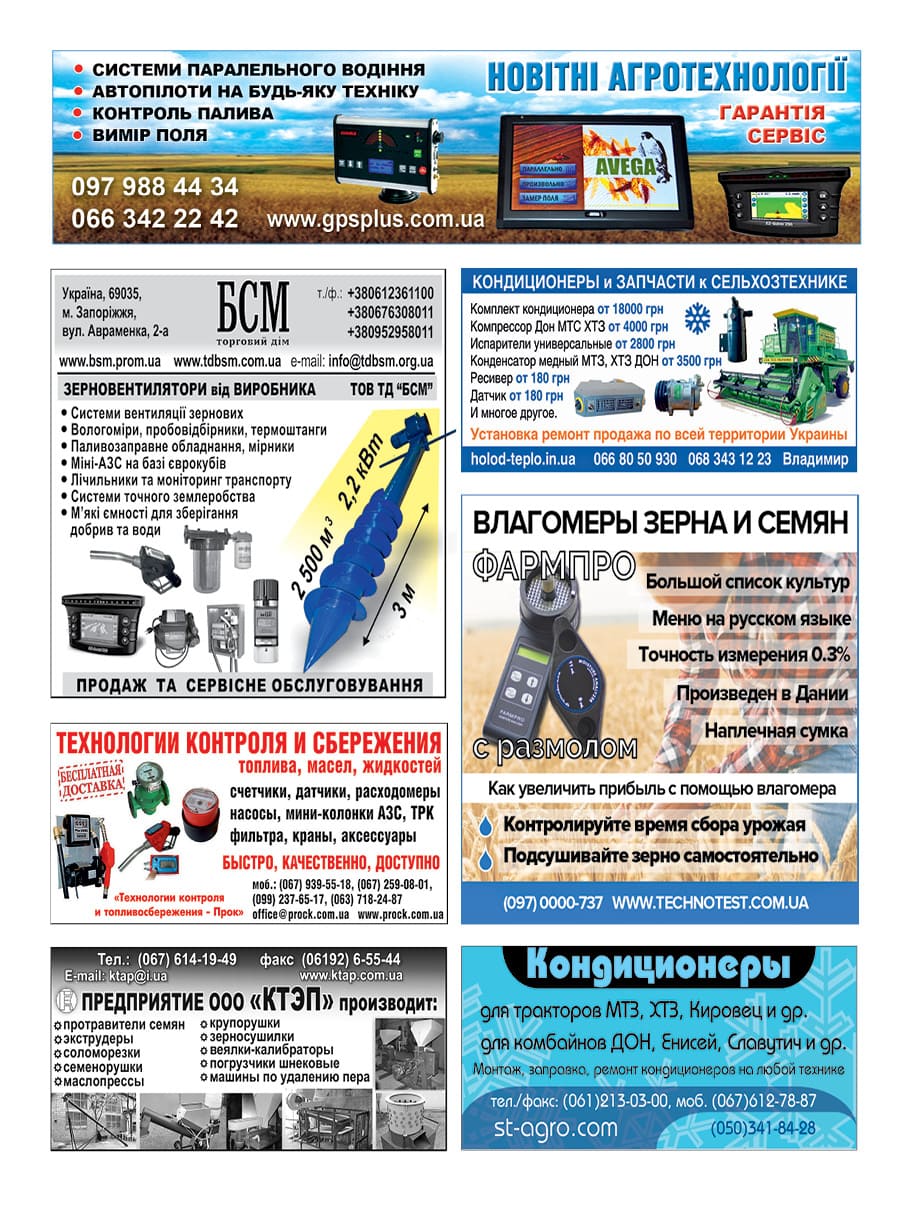 • СИСТЕМИ ПАРАЛЕЛЬНОГО ВОДІННЯ
• АВТОПІЛОТИ НА БУДЬ-ЯКУ ТЕХНІКУ
• КОНТРОЛЬ ПАЛИВА
• ВИМІР ПОЛЯ
097 988 44 34
066 342 22 42
www.gpsplus.com.ua
НОВІТНІ АГРОТЕХНОЛОГІЇ
ГАРАНТІЯ
СЕРВІС
AVEGA
ПАРАЛЛЕЛЬНО
ПРОИЗВОЛЬНО
ЗАМЕР ПОЛЯ
Україна, 69035,
м. Запоріжжя,
вул. Авраменка, 2-а
БСМ
торговий дім
т./ф.: +380612361100
+380676308011
+380952958011
www.bsm.prom.ua www.tdbsm.com.ua e-mail: info@tdbsm.org.ua
ЗЕРНОВЕНТИЛЯТОРИ від ВИРОБНИКА ТОВ ТД “БСМ”
• Системи вентиляції зернових
• Вологоміри, пробовідбірники, термоштанги
• Паливозаправне обладнання, мірники
• Міні-АЗС на базі єврокубів
• Лічильники та моніторинг транспорту
• Системи точного землеробства
• М’які ємності для зберігання
добрив та води
2 500 м³ 2,2 кВт
3 м
ПРОДАЖ ТА СЕРВІСНЕ ОБСЛУГОВУВАННЯ
КОНДИЦИОНЕРЫ и ЗАПЧАСТИ к СЕЛЬХОЗТЕХНИКЕ
Комплект кондиционера от 18000 грн
Компрессор Дон МТС ХТЗ от 4000 грн
Испарители универсальные от 2800 грн
Конденсатор медный МТЗ, ХТЗ ДОН от 3500 грн
Ресивер от 180 грн
Датчик от 180 грн
И многое другое.
Установка ремонт продажа по всей территории Украины
holod-teplo.in.ua 066 80 50 930 068 343 12 23 Владимир
ВЛАГОМЕРЫ ЗЕРНА И СЕМЯН
ФАРМПРО
Большой список культур
Меню на русском языке
Точность измерения 0.3%
Произведен в Дании
Наплечная сумка
FARMPRO
с размолом
Как увеличить прибыль с помощью влагомера
Контролируйте время сбора урожая
Подсушивайте зерно самостоятельно
(097) 0000-737 WWW.TECHNOTEST.COM.UA
ТЕХНОЛОГИИ КОНТРОЛЯ И СБЕРЕЖЕНИЯ
топлива, масел, жидкостей
БЕСПЛАТНАЯ
ДОСТАВКА!
счетчики, датчики, расходомеры
насосы, мини-колонки АЗС, ТРК
фильтра, краны, аксессуары
БЫСТРО, КАЧЕСТВЕННО, ДОСТУПНО
«Технологии контроля
и топливосбережения - Прок»
моб.: (067) 939-55-18, (067) 259-08-01,
(099) 237-65-17, (063) 718-24-87
office@prock.com.ua www.prock.com.ua
Тел.: (067) 614-19-49 факс (06192) 6-55-44
E-mail: ktap@i.ua www.ktap.com.ua
ПРЕДПРИЯТИЕ ООО «КТЭП» производит:
протравители семян
экструдеры
соломорезки
семенорушки
маслопрессы
крупорушки
зерносушилки
веялки-калибраторы
погрузчики шнековые
машины по удалению пера
Кондиционеры
для тракторов МТЗ, ХТЗ, Кировец и др.
для комбайнов ДОН, Енисей, Славутич и др.
Монтаж, заправка, ремонт кондиционеров на любой технике
тел./факс: (061)213-03-00, моб. (067)612-78-87
st-agro.com (050)341-84-28